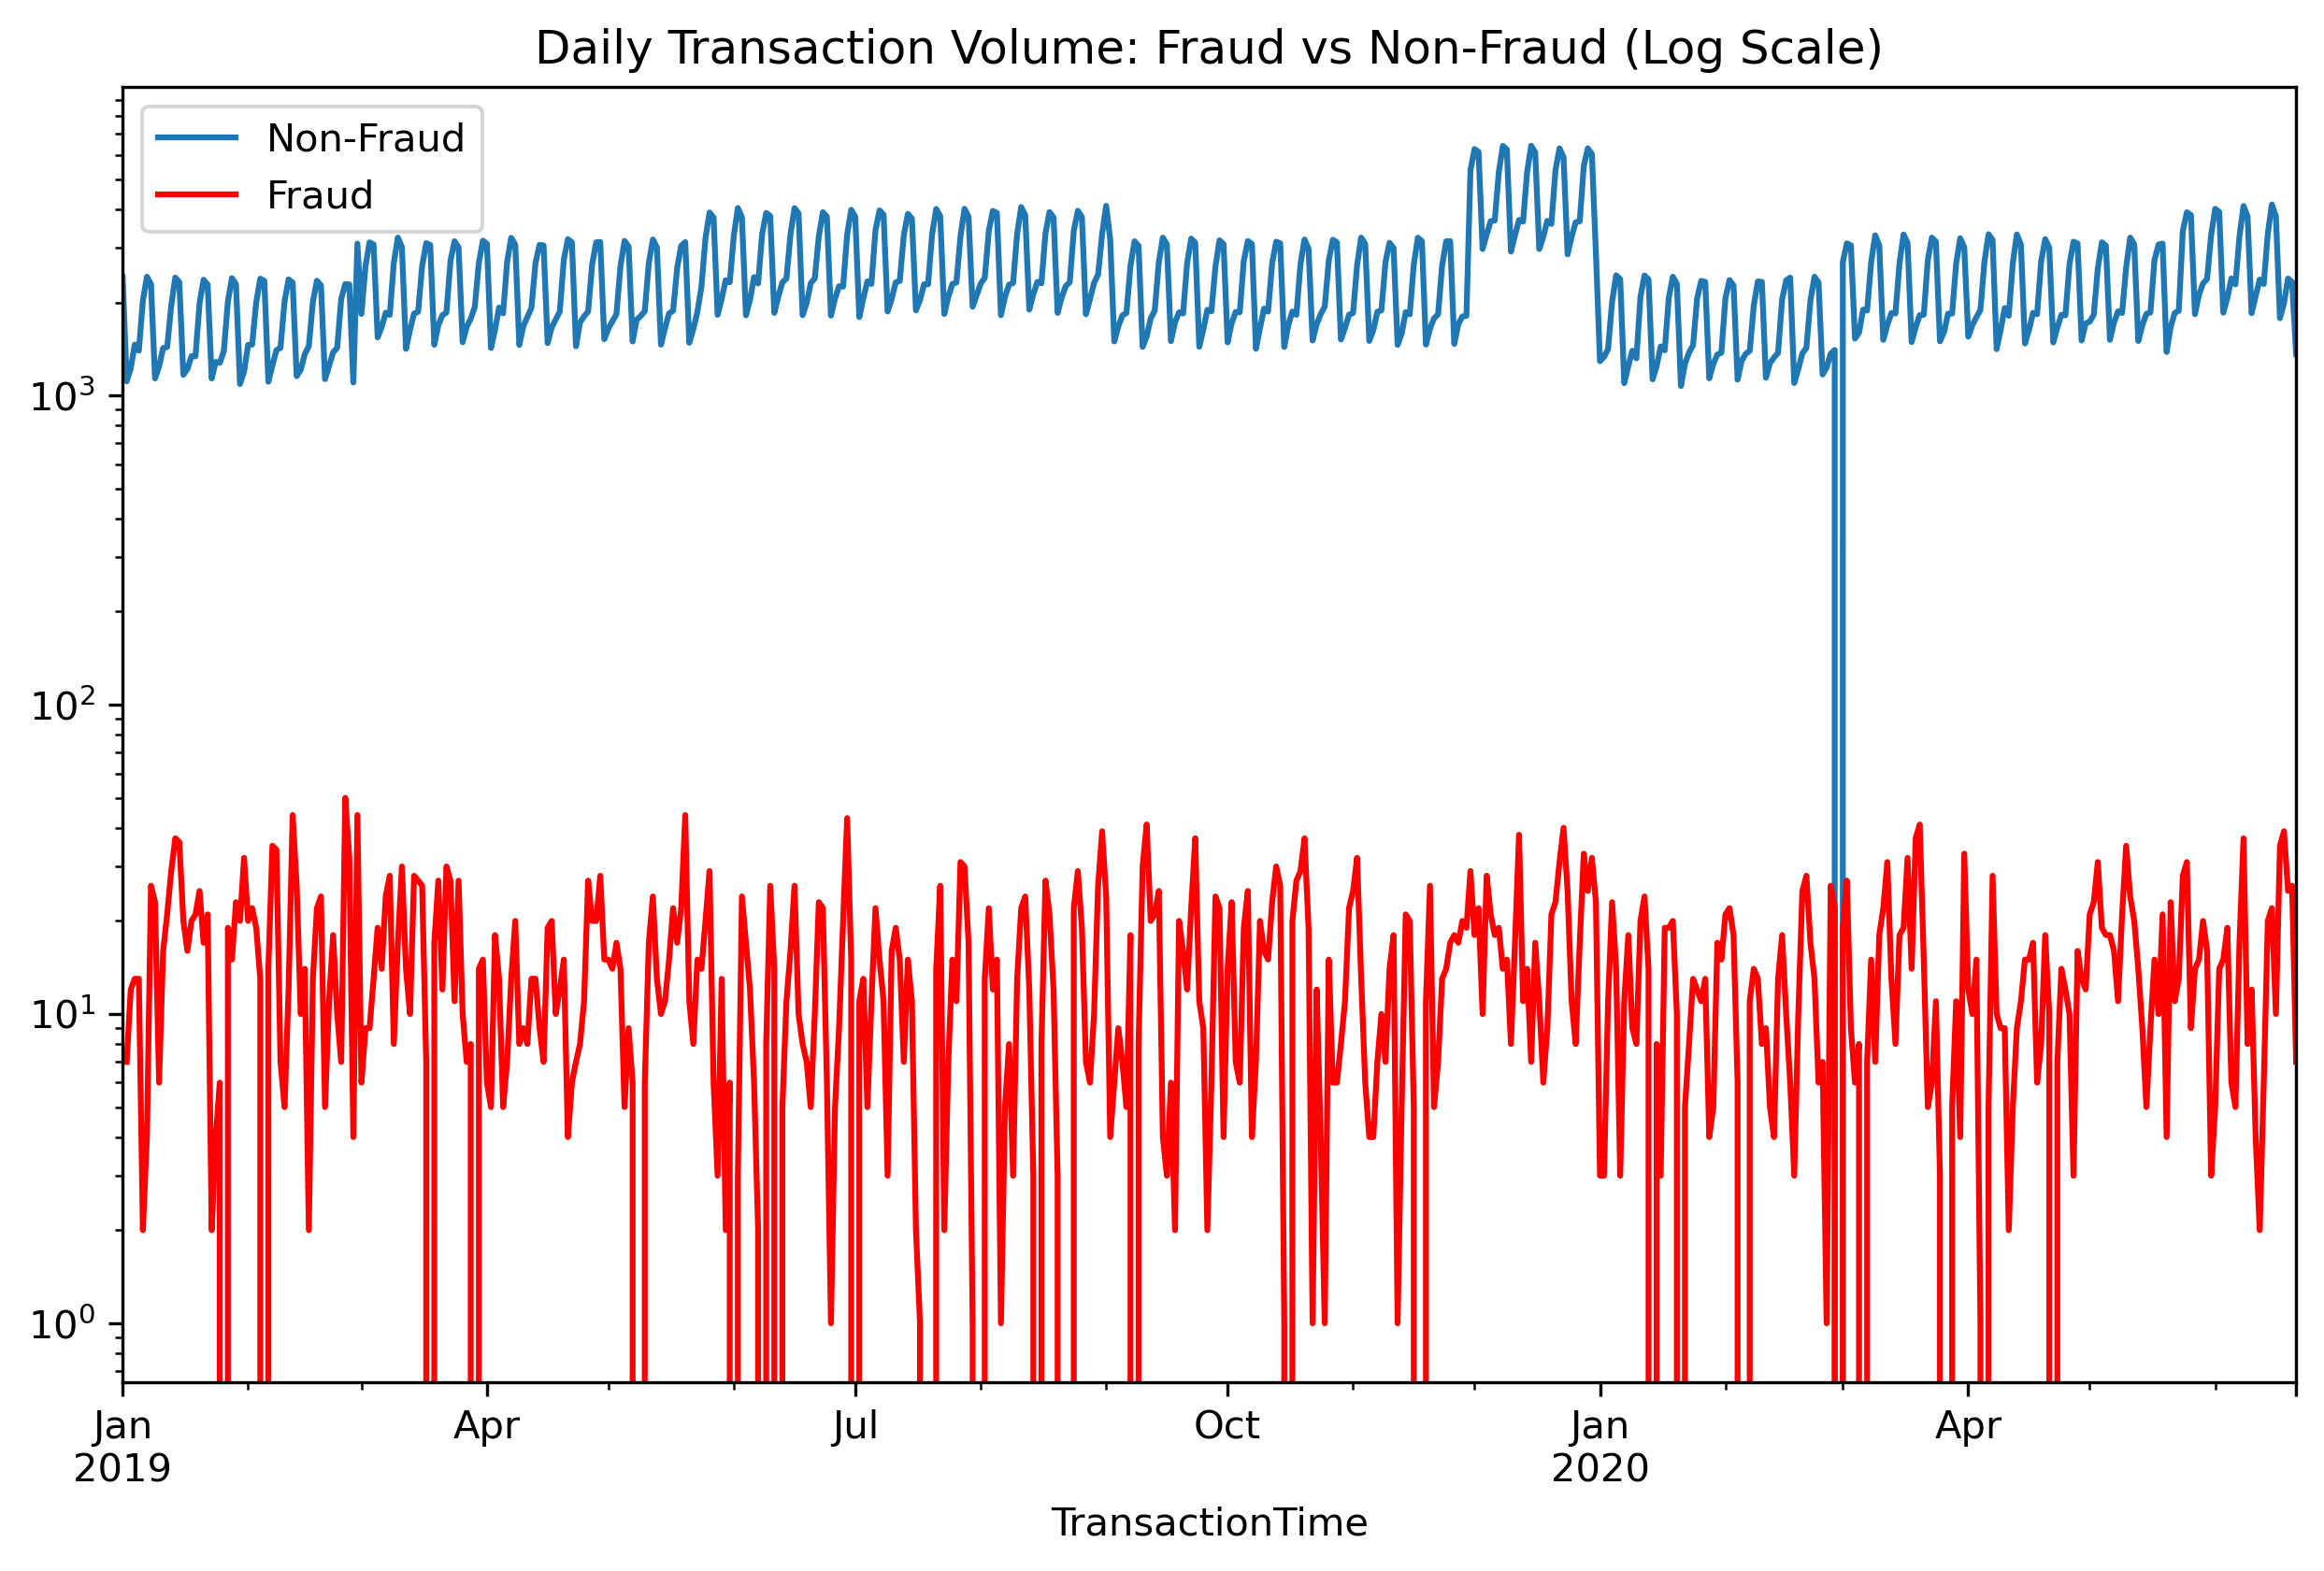 Daily Transaction Volume: Fraud vs Non-Fraud (Log Scale)
Non-Fraud
Fraud
10³
10²
10¹
10⁰
Jan Apr Jul Oct Jan Apr
2019 2020
TransactionTime